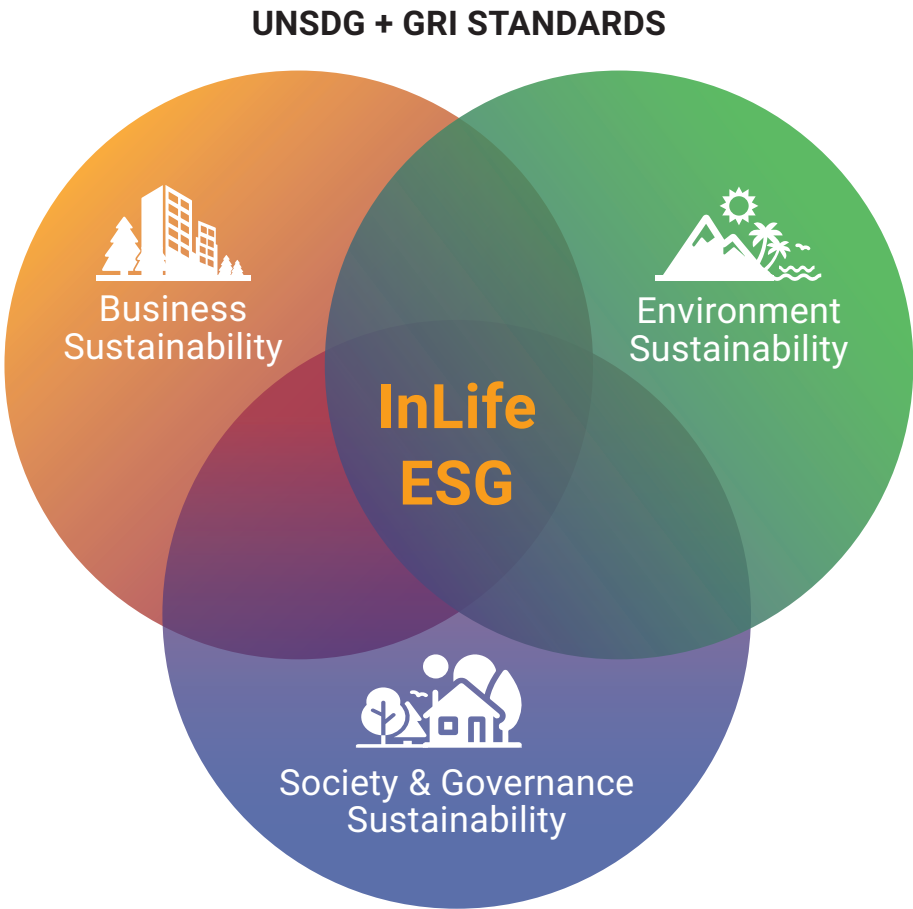 UNSDG + GRI STANDARDS
Business
Sustainability
Environment
Sustainability
InLife
ESG
Society & Governance
Sustainability